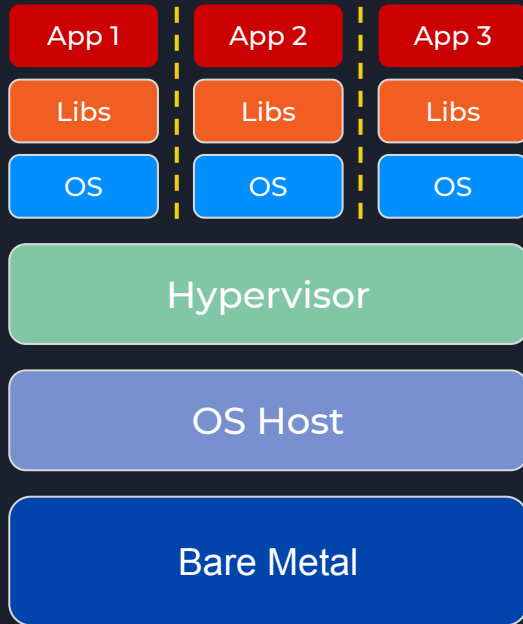 App 1
App 2
App 3
Libs
Libs
Libs
OS
OS
OS
Hypervisor
OS Host
Bare Metal